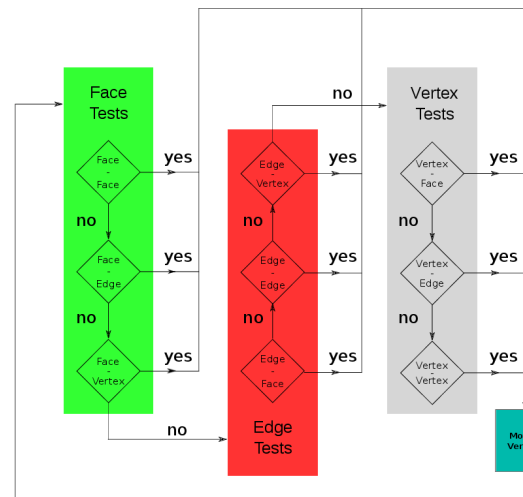 Face
Tests
Face
-
Face
yes
no
Face
-
Edge
yes
no
Face
-
Vertex
yes
no
Edge
-
Vertex
yes
no
no
Edge
-
Edge
yes
no
Edge
-
Face
yes
Edge
Tests
Vertex
Tests
Vertex
-
Face
yes
no
Vertex
-
Edge
yes
no
Vertex
-
Vertex
yes